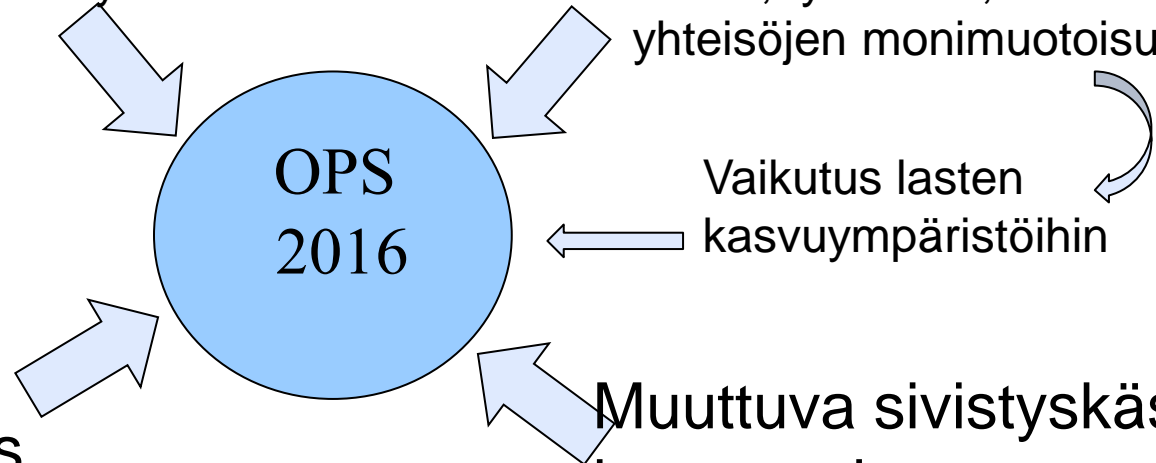 yhteisöjen
monimuotoisu
OPS
2016
Vaikutus lasten
kasvuympäristöihin
Muuttuva sivistyskäs
s